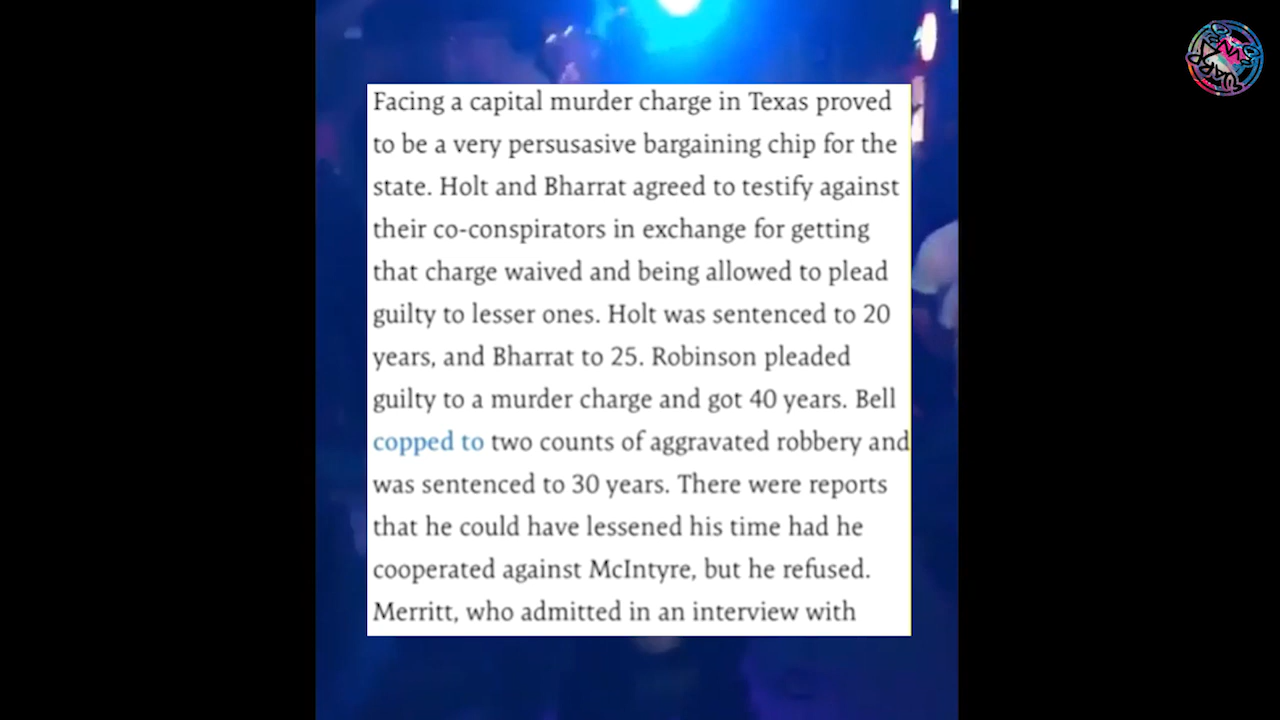 Facing a capital murder charge in Texas proved
to be a very persusasive bargaining chip for the
state. Holt and Bharrat agreed to testify against
their co-conspirators in exchange for getting
that charge waived and being allowed to plead
guilty to lesser ones. Holt was sentenced to 20
years, and Bharrat to 25. Robinson pleaded
guilty to a murder charge and got 40 years. Bell
copped to two counts of aggravated robbery and
was sentenced to 30 years. There were reports
that he could have lessened his time had he
cooperated against McIntyre, but he refused.
Merritt, who admitted in an interview with